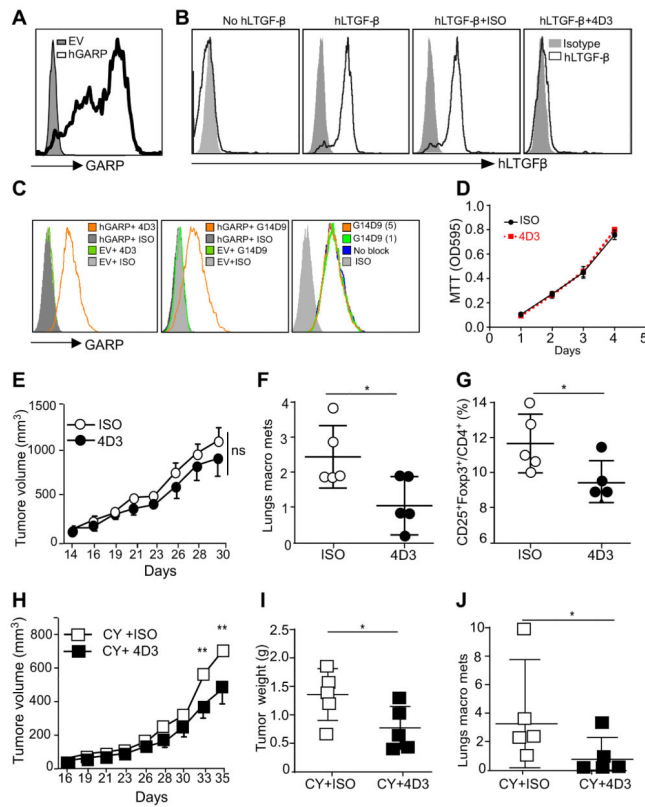 A
EV
hGARP
GARP
B
No hLTGF-β
hLTGF-β
hLTGF-β+ISO
hLTGF-β+4D3
Isotype
hLTGF-β
hLTGFβ
C
hGARP+ 4D3
hGARP+ ISO
EV+ 4D3
EV+ ISO
hGARP+ G14D9
hGARP+ ISO
EV+ G14D9
EV+ISO
G14D9 (5)
G14D9 (1)
No block
ISO
GARP
D
MTT (OD595)
1.0
0.8
0.6
0.4
0.2
0.0
ISO
4D3
0 1 2 3 4 5
Days
E
Tumore volume (mm³)
1500
1000
500
0
ISO
4D3
ns
14 16 19 21 23 26 28 30
Days
F
Lungs macro mets
4
3
2
1
0
*
ISO 4D3
G
CD25⁺Foxp3⁺/CD4⁺ (%)
14
12
10
8
6
*
ISO 4D3
H
Tumore volume (mm³)
800
600
400
200
0
CY +ISO
CY+ 4D3
**
**
16 19 21 23 26 28 30 33 35
Days
I
Tumor weight (g)
2.5
2.0
1.5
1.0
0.5
0.0
*
CY+ISO CY+4D3
J
Lungs macro mets
10
8
6
4
2
0
*
CY+ISO CY+4D3